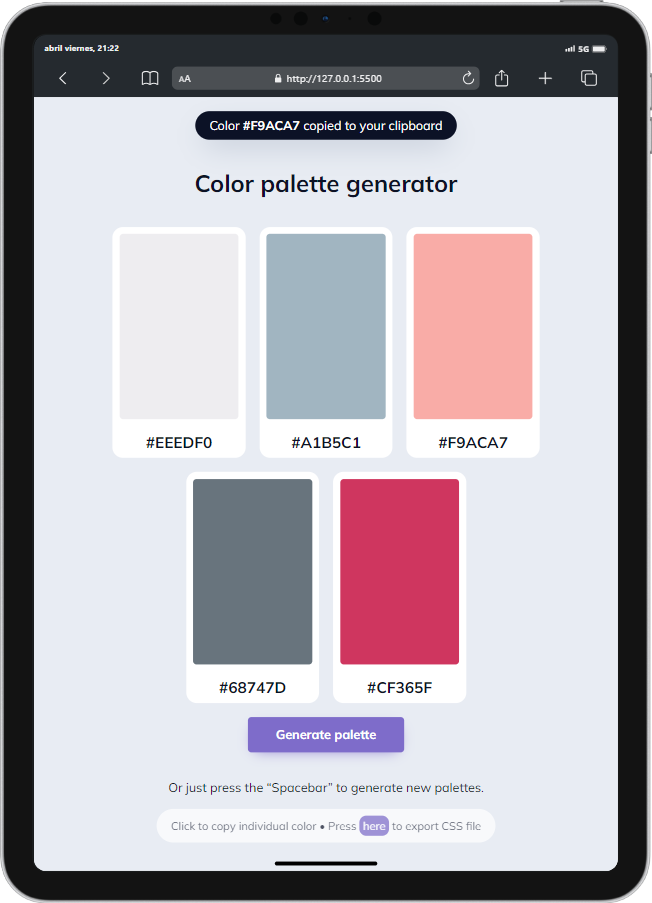 abril viernes, 21:22
5G
AA
http://127.0.0.1:5500
Color #F9ACA7 copied to your clipboard
Color palette generator
#EEEDF0
#A1B5C1
#F9ACA7
#68747D
#CF365F
Generate palette
Or just press the “Spacebar” to generate new palettes.
Click to copy individual color • Press here to export CSS file